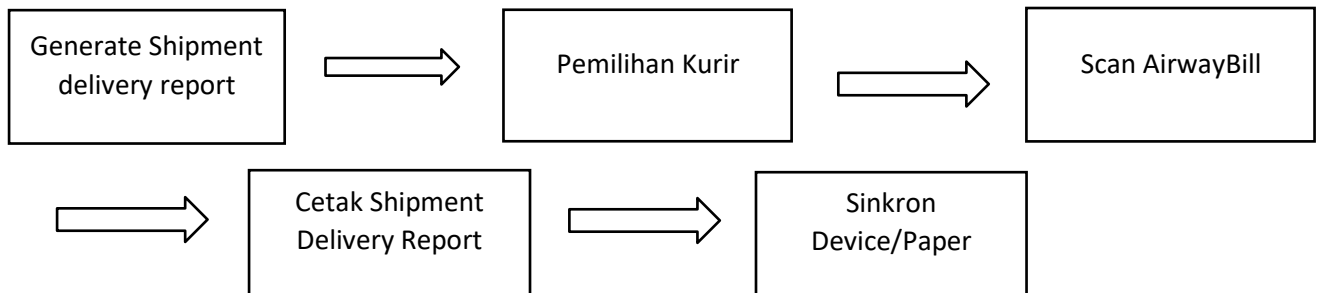 Generate Shipment
delivery report
Pemilihan Kurir
Scan AirwayBill
Cetak Shipment
Delivery Report
Sinkron
Device/Paper